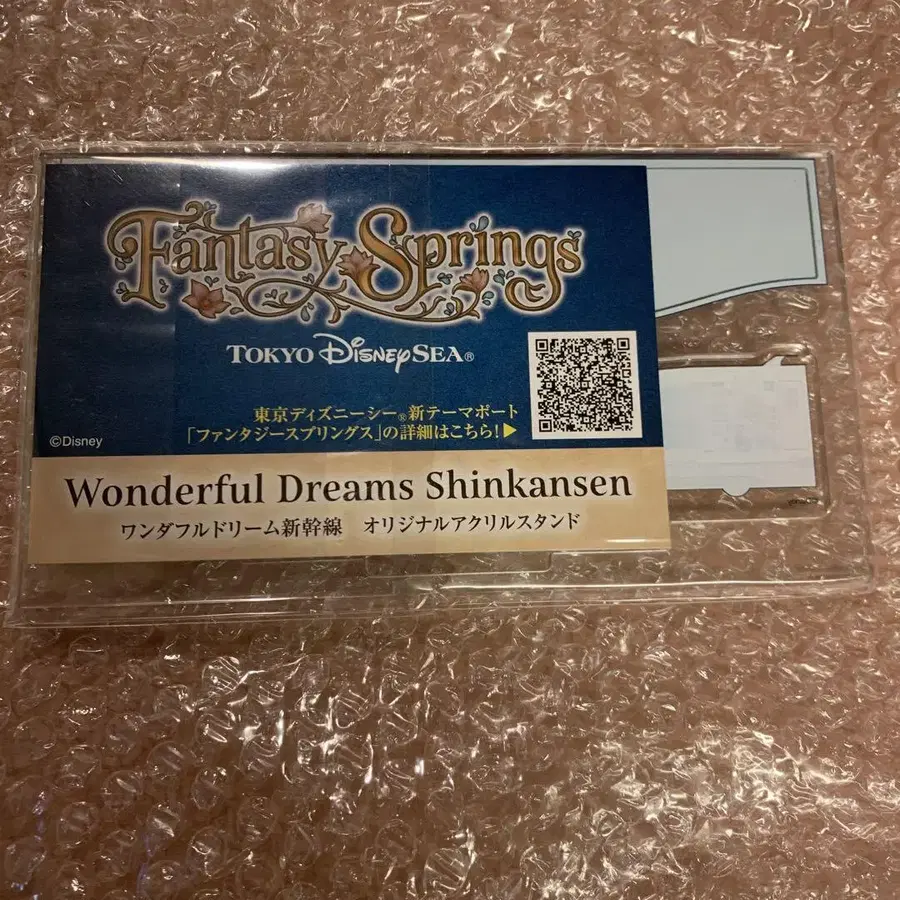 Fantasy Springs
TOKYO DISNEY SEA®
東京ディズニーシー®新テーマポート
「ファンタジースプリングス」の詳細はこちら!▶
©Disney
Wonderful Dreams Shinkansen
ワンダフルドリーム新幹線 オリジナルアクリルスタンド